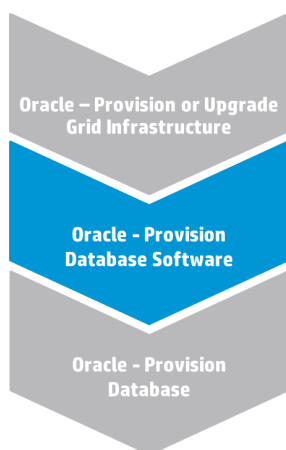 Oracle – Provision or Upgrade
Grid Infrastructure
Oracle - Provision
Database Software
Oracle - Provision
Database